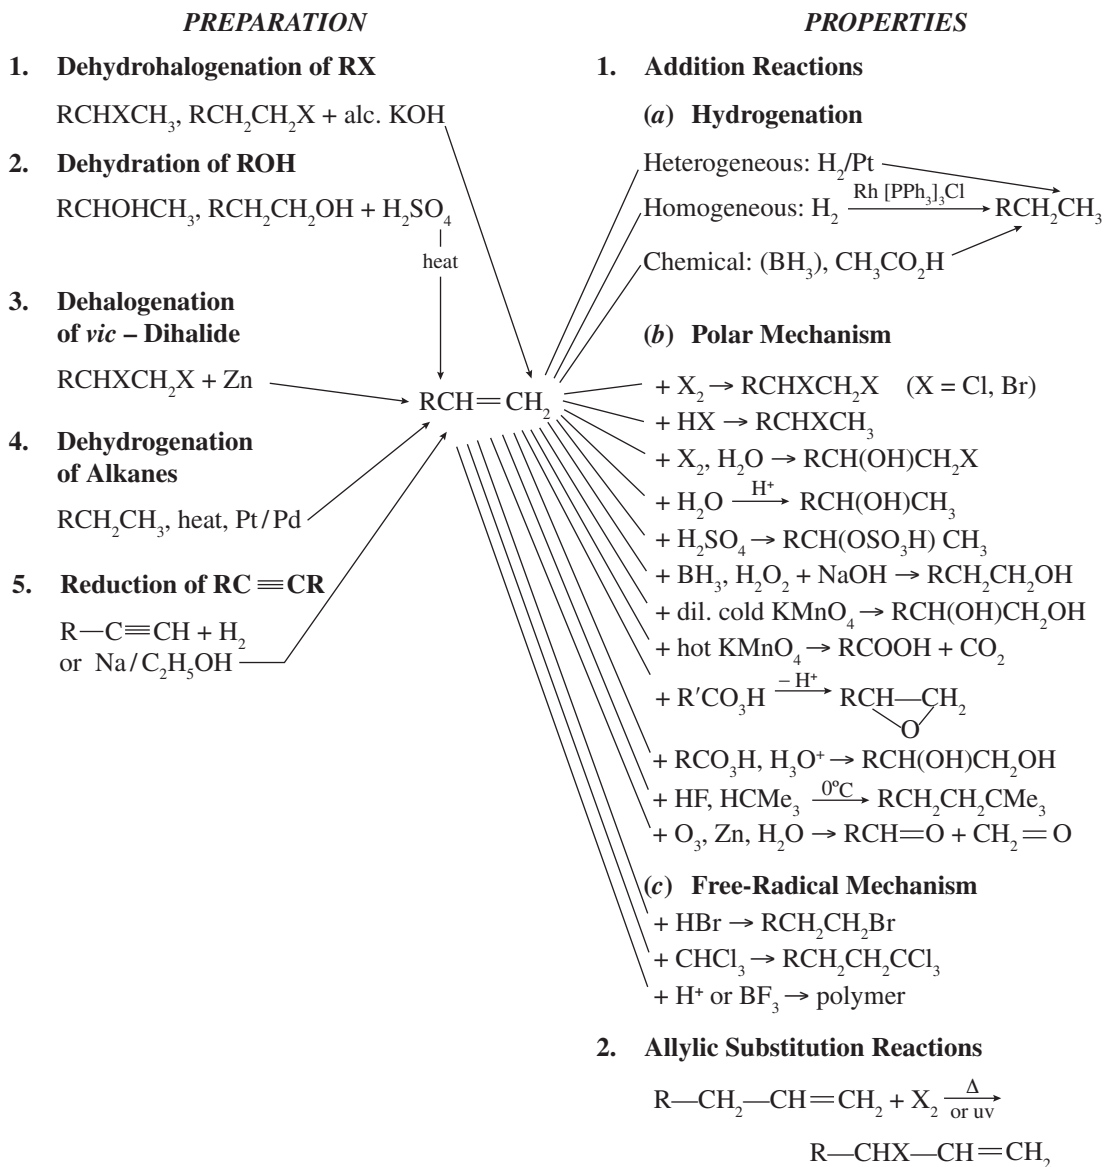 PREPARATION
1. Dehydrohalogenation of RX
RCHXCH₃, RCH₂CH₂X + alc. KOH
2. Dehydration of ROH
RCHOHCH₃, RCH₂CH₂OH + H₂SO₄
heat
3. Dehalogenation
of vic – Dihalide
RCHXCH₂X + Zn
4. Dehydrogenation
of Alkanes
RCH₂CH₃, heat, Pt/Pd
5. Reduction of RC≡CR
R—C≡CH + H₂
or Na/C₂H₅OH
RCH=CH₂
PROPERTIES
1. Addition Reactions
(a) Hydrogenation
Heterogeneous: H₂/Pt
Homogeneous: H₂ Rh [PPh₃]₃Cl → RCH₂CH₃
Chemical: (BH₃), CH₃CO₂H
(b) Polar Mechanism
+ X₂ → RCHXCH₂X (X = Cl, Br)
+ HX → RCHXCH₃
+ X₂, H₂O → RCH(OH)CH₂X
+ H₂O H⁺ → RCH(OH)CH₃
+ H₂SO₄ → RCH(OSO₃H) CH₃
+ BH₃, H₂O₂ + NaOH → RCH₂CH₂OH
+ dil. cold KMnO₄ → RCH(OH)CH₂OH
+ hot KMnO₄ → RCOOH + CO₂
+ R′CO₃H – H⁺ → RCH—CH₂
O
+ RCO₃H, H₃O⁺ → RCH(OH)CH₂OH
+ HF, HCMe₃ 0ºC → RCH₂CH₂CMe₃
+ O₃, Zn, H₂O → RCH=O + CH₂=O
(c) Free-Radical Mechanism
+ HBr → RCH₂CH₂Br
+ CHCl₃ → RCH₂CH₂CCl₃
+ H⁺ or BF₃ → polymer
2. Allylic Substitution Reactions
R—CH₂—CH=CH₂ + X₂ Δ or uv →
R—CHX—CH=CH₂